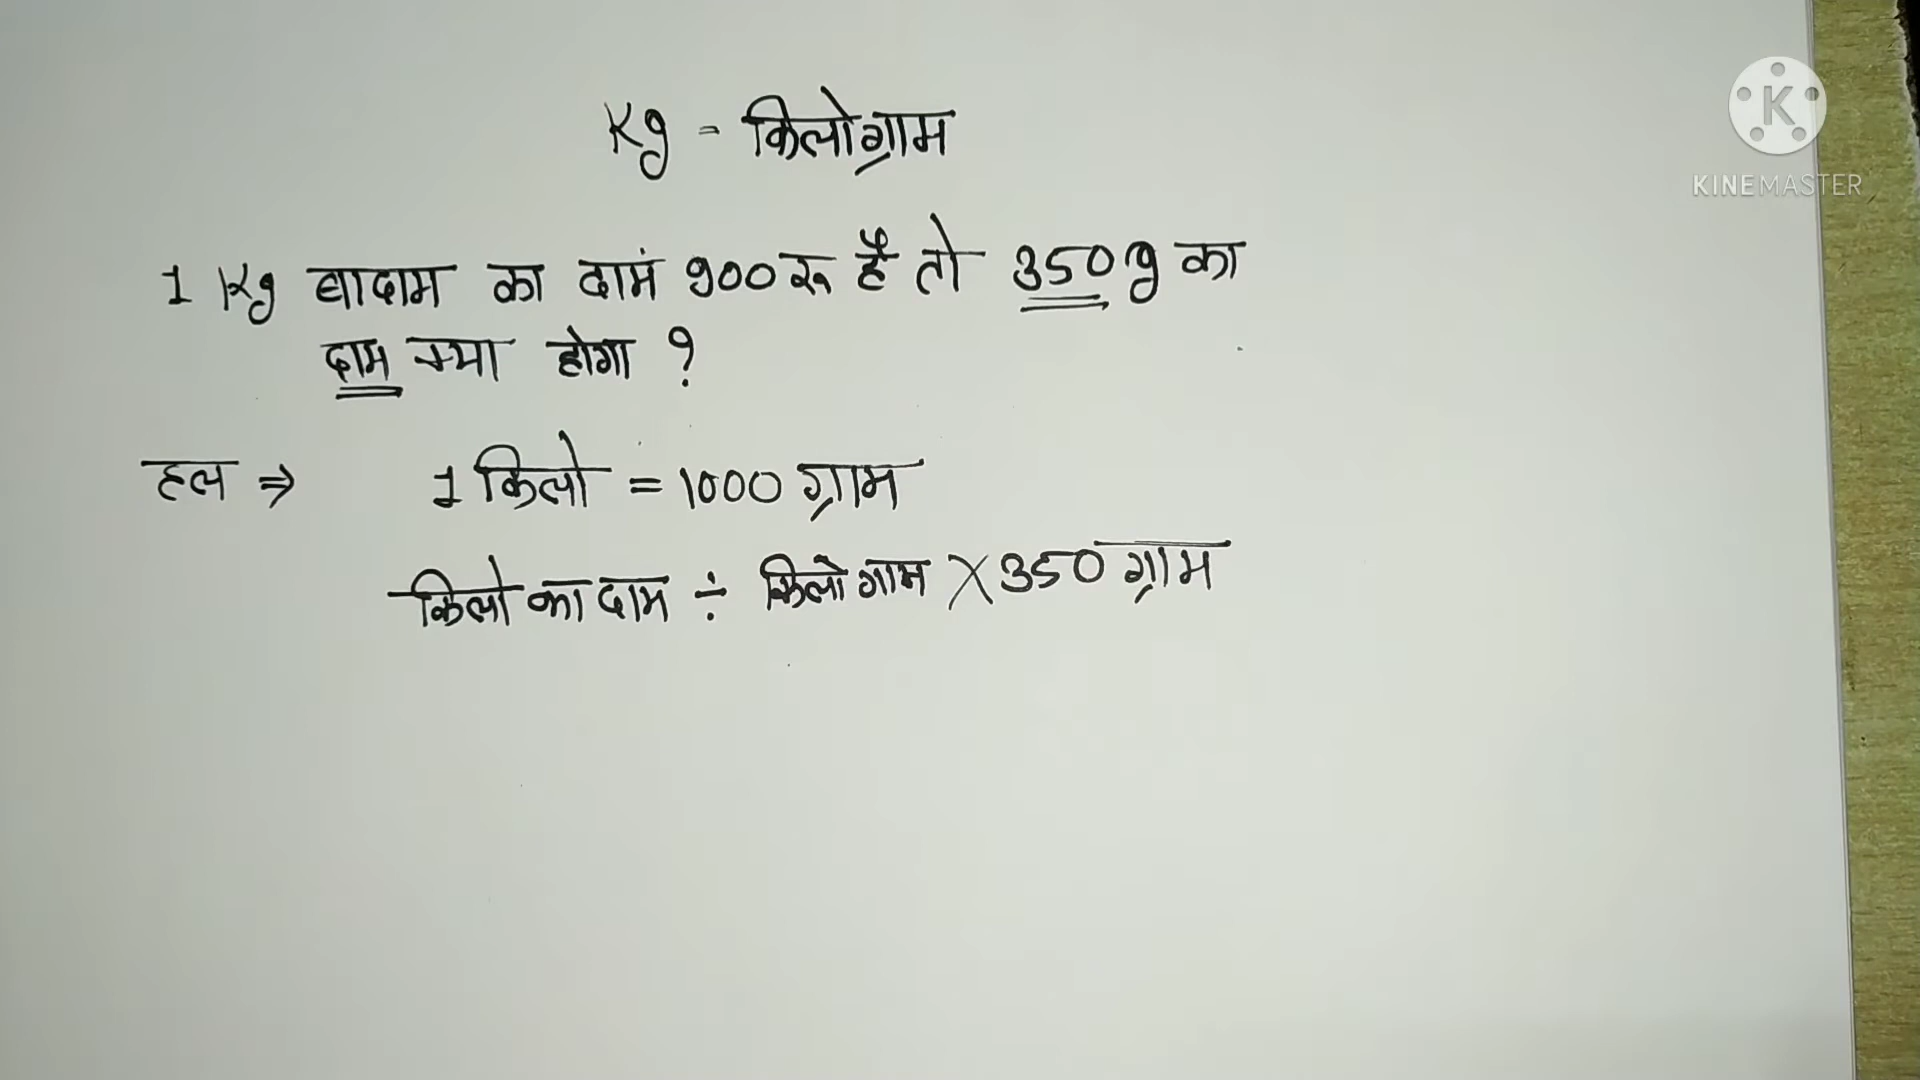 Kg - किलोग्राम
K
KINEMASTER
1 Kg बादाम का दाम 900 रू है तो 350 g का
दाम क्या होगा ?
हल ⇒ 1 किलो = 1000 ग्राम
किलो का दाम ÷ किलो ग्राम X 350 ग्राम